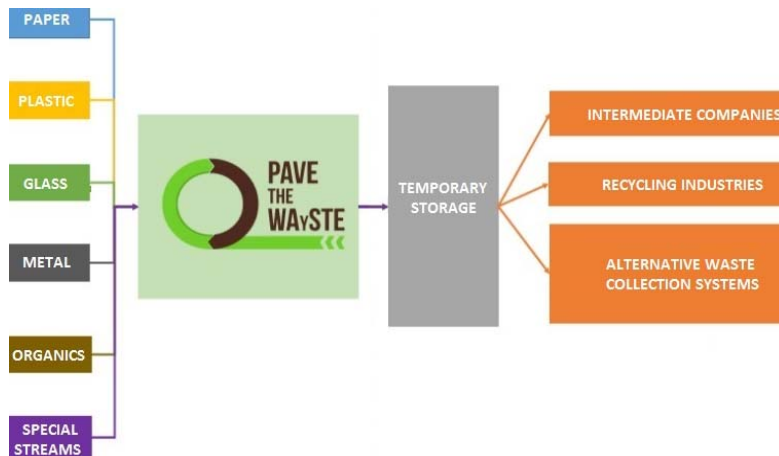 PAPER
PLASTIC
GLASS
METAL
ORGANICS
SPECIAL
STREAMS
PAVE
THE
WAySTE
TEMPORARY
STORAGE
INTERMEDIATE COMPANIES
RECYCLING INDUSTRIES
ALTERNATIVE WASTE
COLLECTION SYSTEMS